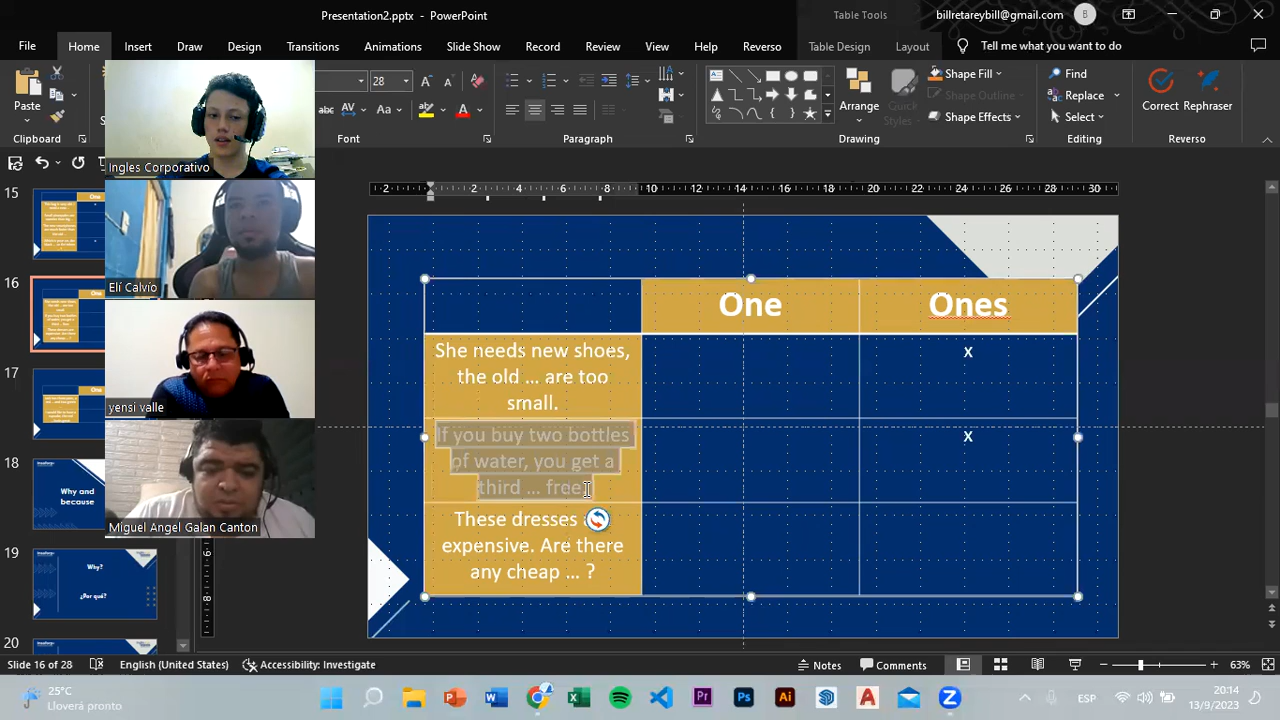 Presentation2.pptx - PowerPoint
Table Tools
billretareybill@gmail.com
B
File Home Insert Draw Design Transitions Animations Slide Show Record Review View Help Reverso Table Design Layout Tell me what you want to do
Paste
28
Aa
Arrange
Quick Styles
Shape Fill
Shape Outline
Shape Effects
Find
Replace
Select
Correct
Rephraser
Clipboard
Font
Paragraph
Drawing
Editing
Reverso
Ingles Corporativo
Elí Calvío
yensi valle
Miguel Angel Galan Canton
15
16
17
18
Why and because
19
Why?
¿Por qué?
20
One
Ones
She needs new shoes,
the old ... are too
small.
x
If you buy two bottles
of water, you get a
third ... free.
x
These dresses
expensive. Are there
any cheap ... ?
Slide 16 of 28
English (United States)
Accessibility: Investigate
Notes
Comments
63%
25°C
Lloverá pronto
ESP
20:14
13/9/2023